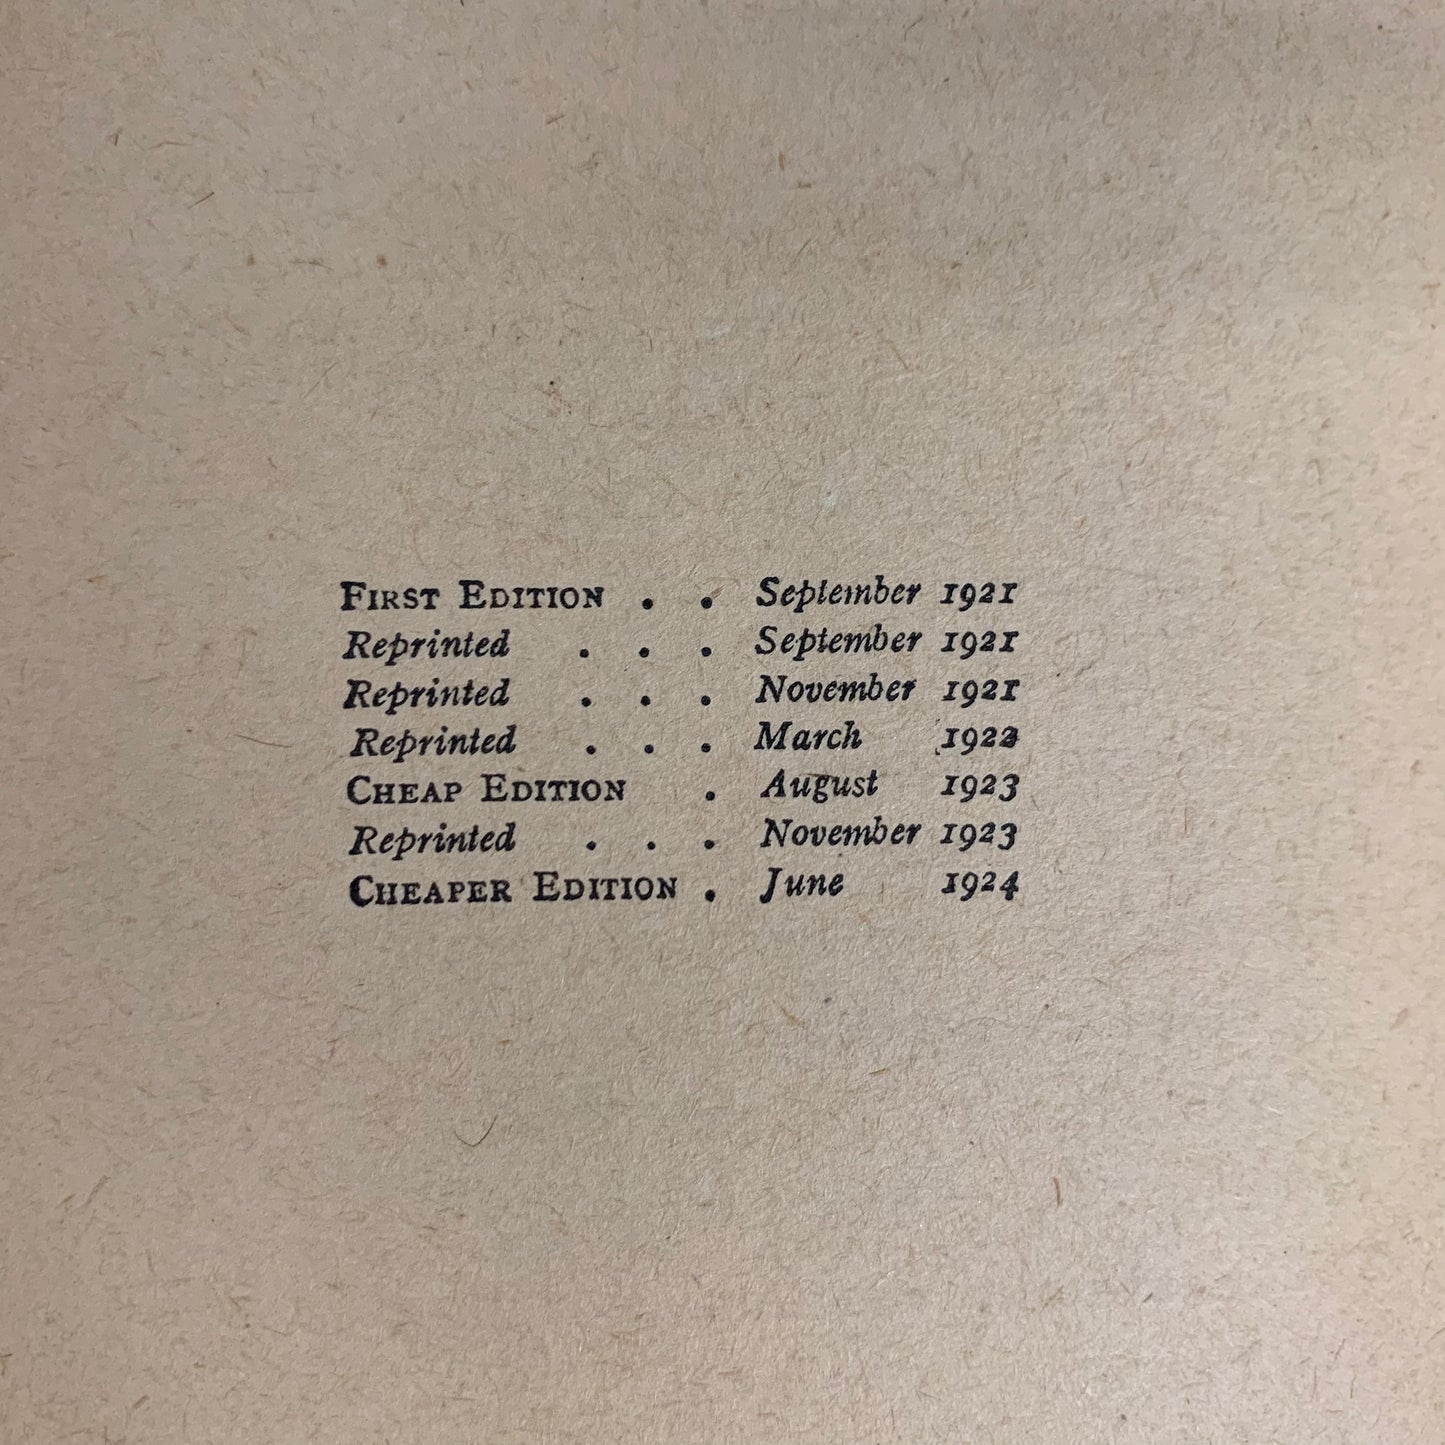 FIRST EDITION . . September 1921
Reprinted . . . September 1921
Reprinted . . . November 1921
Reprinted . . . March 1922
CHEAP EDITION . August 1923
Reprinted . . . November 1923
CHEAPER EDITION . June 1924